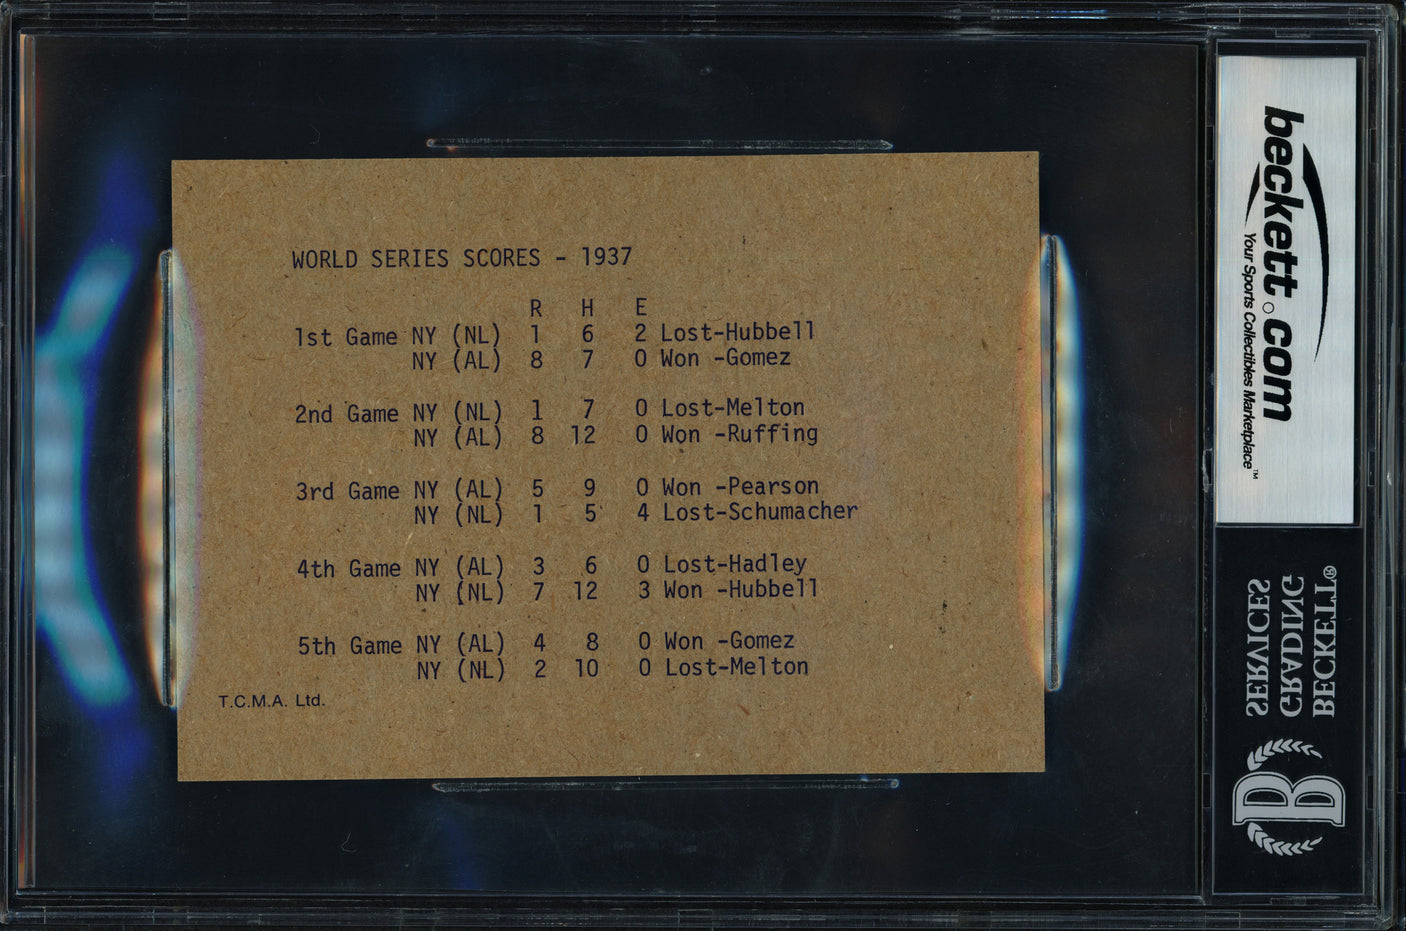 WORLD SERIES SCORES - 1937
R H E
1st Game NY (NL) 1 6 2 Lost-Hubbell
NY (AL) 8 7 0 Won -Gomez
2nd Game NY (NL) 1 7 0 Lost-Melton
NY (AL) 8 12 0 Won -Ruffing
3rd Game NY (AL) 5 9 0 Won -Pearson
NY (NL) 1 5 4 Lost-Schumacher
4th Game NY (AL) 3 6 0 Lost-Hadley
NY (NL) 7 12 3 Won -Hubbell
5th Game NY (AL) 4 8 0 Won -Gomez
NY (NL) 2 10 0 Lost-Melton
T.C.M.A. Ltd.
beckett.com
Your Sports Collectibles Marketplace™
BECKETT®
GRADING
SERVICES
B